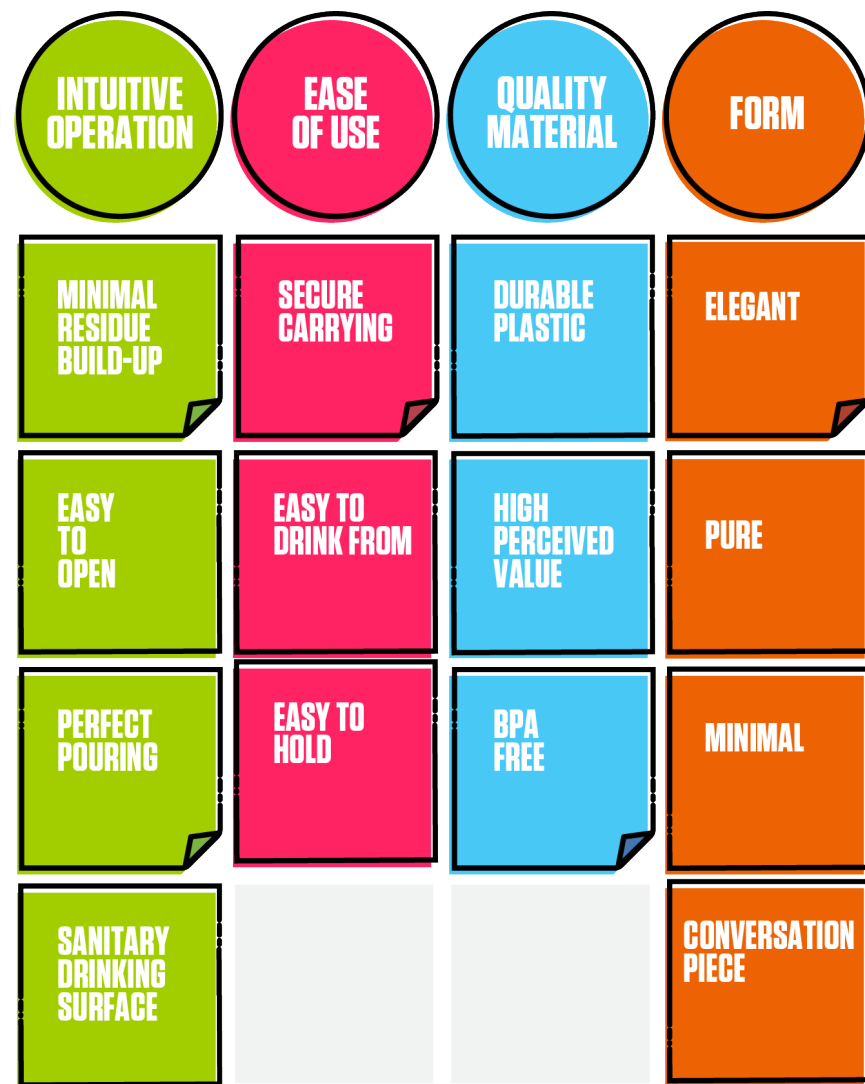 INTUITIVE
OPERATION
EASE
OF USE
QUALITY
MATERIAL
FORM
MINIMAL
RESIDUE
BUILD-UP
SECURE
CARRYING
DURABLE
PLASTIC
ELEGANT
EASY
TO
OPEN
EASY TO
DRINK FROM
HIGH
PERCEIVED
VALUE
PURE
PERFECT
POURING
EASY TO
HOLD
BPA
FREE
MINIMAL
SANITARY
DRINKING
SURFACE
CONVERSATION
PIECE